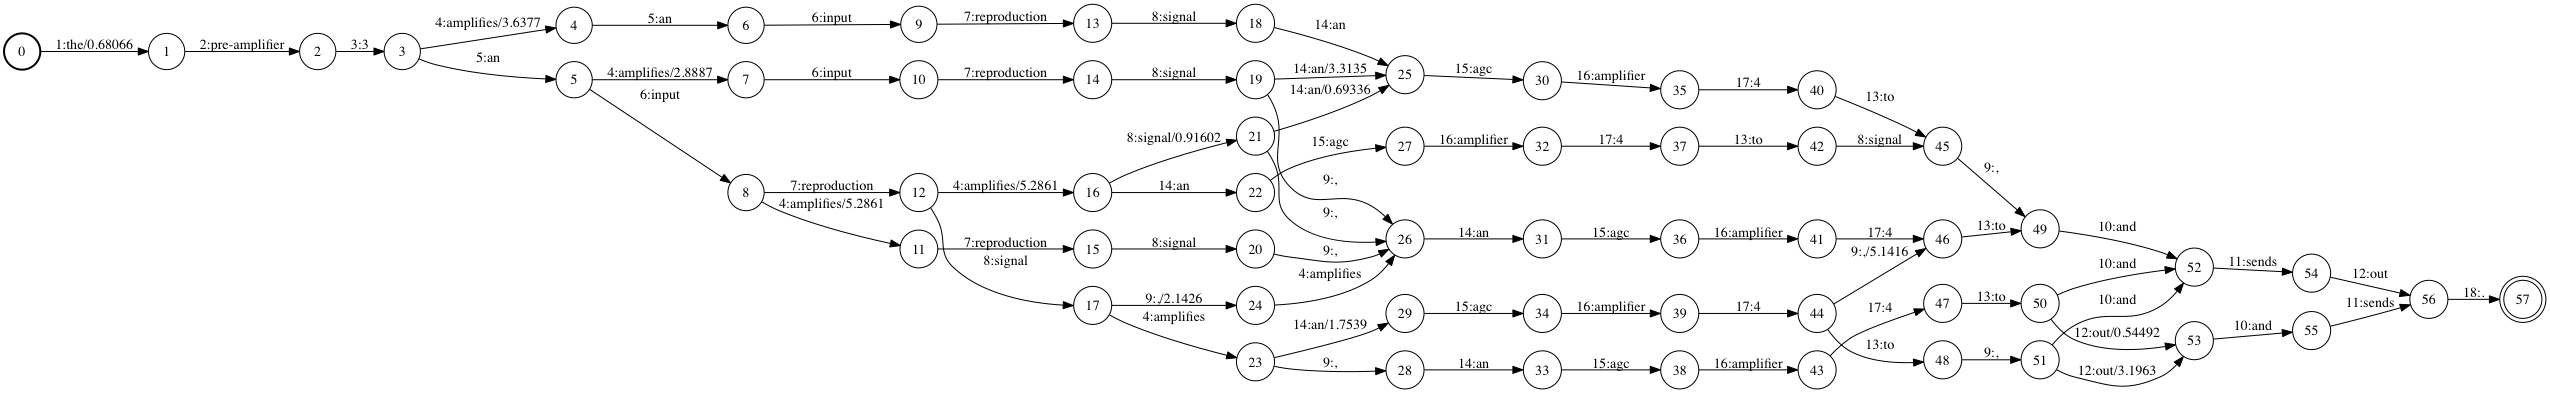 0 1:the/0.68066 1 2:pre-amplifier 2 3:3 3
4:amplifies/3.6377 4 5:an 6 6:input 9 7:reproduction 13 8:signal 18 14:an
5:an 5 4:amplifies/2.8887 7 6:input 10 7:reproduction 14 8:signal 19 14:an/3.3135 25 15:agc 30 16:amplifier 35 17:4 40 13:to
6:input
14:an/0.69336
8:signal/0.91602 21 15:agc 27 16:amplifier 32 17:4 37 13:to 42 8:signal 45 9:,
8 7:reproduction 12 4:amplifies/5.2861 16 14:an 22 9:,
4:amplifies/5.2861
9:,
11 7:reproduction 15 8:signal 20 9:, 26 14:an 31 15:agc 36 16:amplifier 41 17:4 46 13:to 49 10:and
8:signal
9:,/5.1416
4:amplifies
10:and 52 11:sends 54 12:out
17 9:,/2.1426 24 10:and
4:amplifies
14:an/1.7539 29 15:agc 34 16:amplifier 39 17:4 44 17:4 47 13:to 50 11:sends 56 18:. 57
12:out/0.54492 53 10:and 55
13:to
23 9:, 28 14:an 33 15:agc 38 16:amplifier 43 48 9:, 51
12:out/3.1963